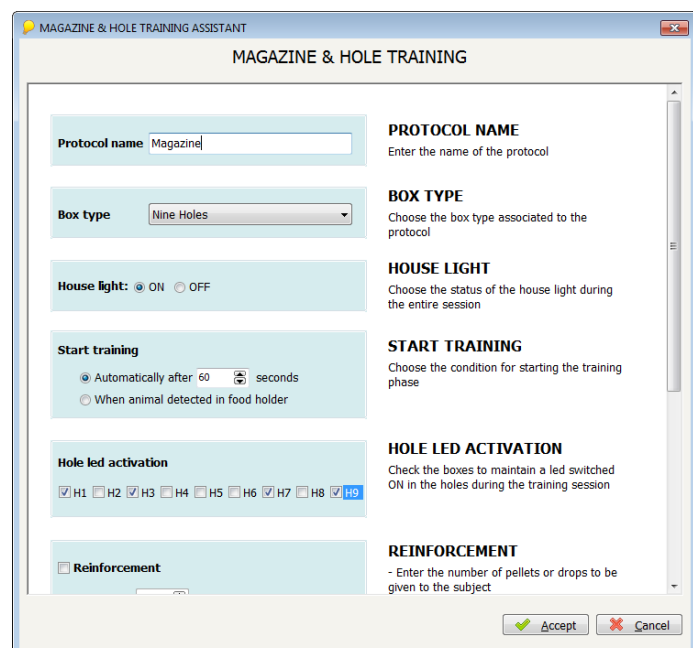 MAGAZINE & HOLE TRAINING ASSISTANT
MAGAZINE & HOLE TRAINING
Protocol name Magazine
PROTOCOL NAME
Enter the name of the protocol
Box type Nine Holes
BOX TYPE
Choose the box type associated to the
protocol
House light: ON OFF
HOUSE LIGHT
Choose the status of the house light during
the entire session
Start training
Automatically after 60 seconds
When animal detected in food holder
START TRAINING
Choose the condition for starting the training
phase
Hole led activation
H1 H2 H3 H4 H5 H6 H7 H8 H9
HOLE LED ACTIVATION
Check the boxes to maintain a led switched
ON in the holes during the training session
Reinforcement
REINFORCEMENT
- Enter the number of pellets or drops to be
given to the subject
Accept Cancel